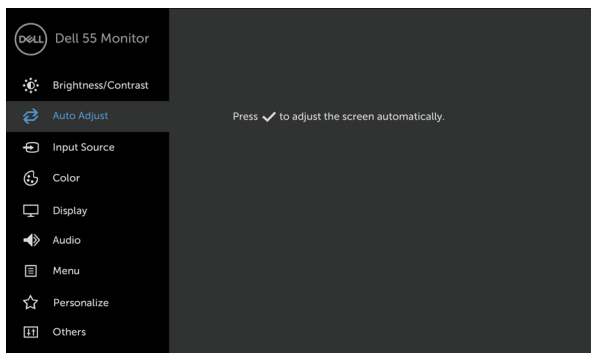 DELL
Dell 55 Monitor
Brightness/Contrast
Auto Adjust
Press ✓ to adjust the screen automatically.
Input Source
Color
Display
Audio
Menu
Personalize
Others